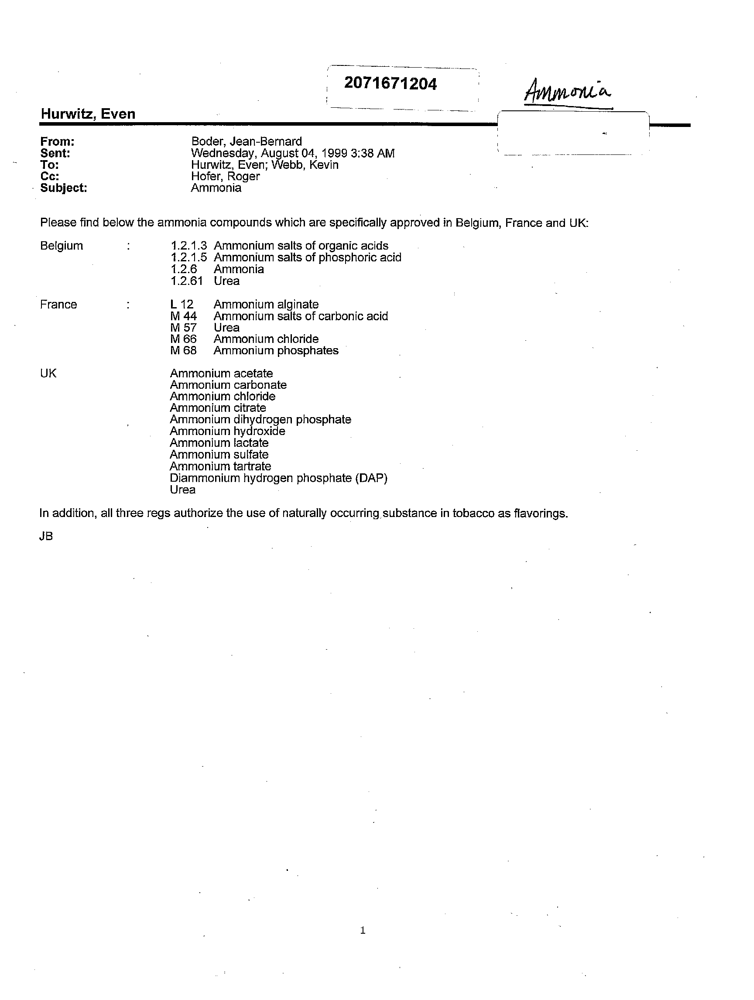 2071671204
Ammonia
Hurwitz, Even
From: Boder, Jean-Bernard
Sent: Wednesday, August 04, 1999 3:38 AM
To: Hurwitz, Even; Webb, Kevin
Cc: Hofer, Roger
Subject: Ammonia
Please find below the ammonia compounds which are specifically approved in Belgium, France and UK:
Belgium : 1.2.1.3 Ammonium salts of organic acids
1.2.1.5 Ammonium salts of phosphoric acid
1.2.6 Ammonia
1.2.61 Urea
France : L 12 Ammonium alginate
M 44 Ammonium salts of carbonic acid
M 57 Urea
M 66 Ammonium chloride
M 68 Ammonium phosphates
UK Ammonium acetate
Ammonium carbonate
Ammonium chloride
Ammonium citrate
Ammonium dihydrogen phosphate
Ammonium hydroxide
Ammonium lactate
Ammonium sulfate
Ammonium tartrate
Diammonium hydrogen phosphate (DAP)
Urea
In addition, all three regs authorize the use of naturally occurring substance in tobacco as flavorings.
JB
1